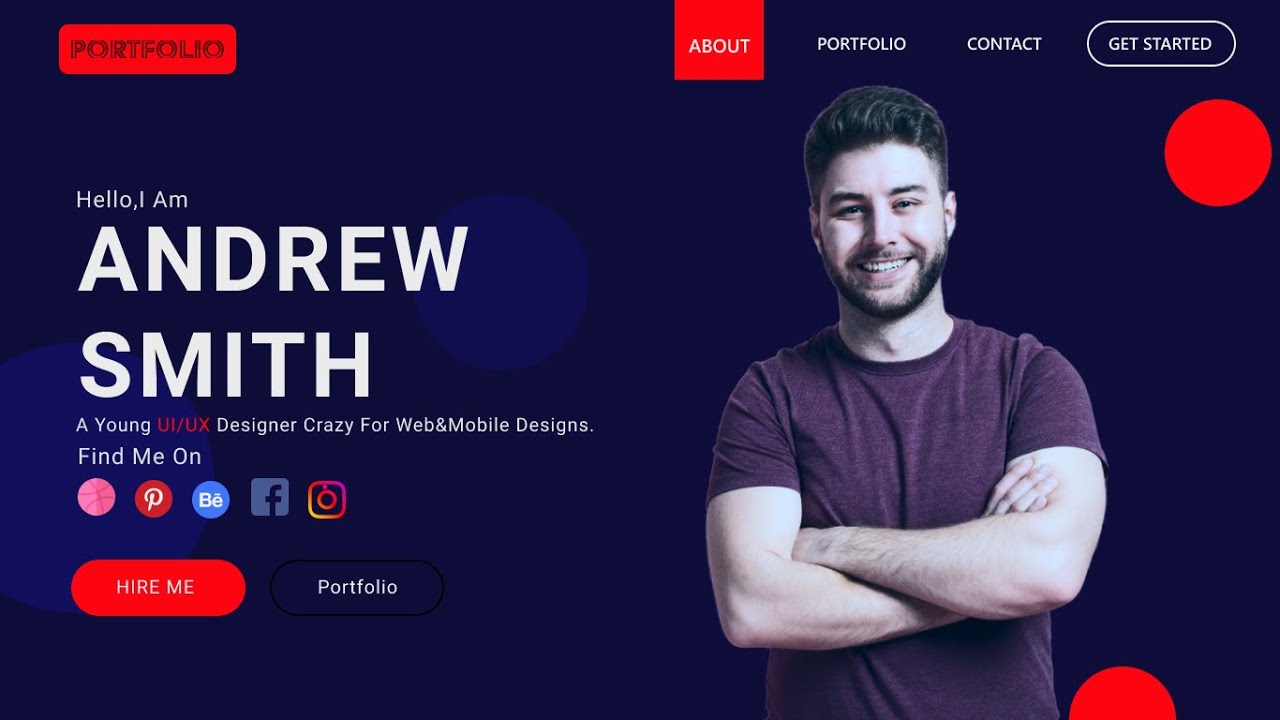 PORTFOLIO
ABOUT
PORTFOLIO
CONTACT
GET STARTED
Hello,I Am
ANDREW
SMITH
A Young UI/UX Designer Crazy For Web&Mobile Designs.
Find Me On
Bē
HIRE ME
Portfolio